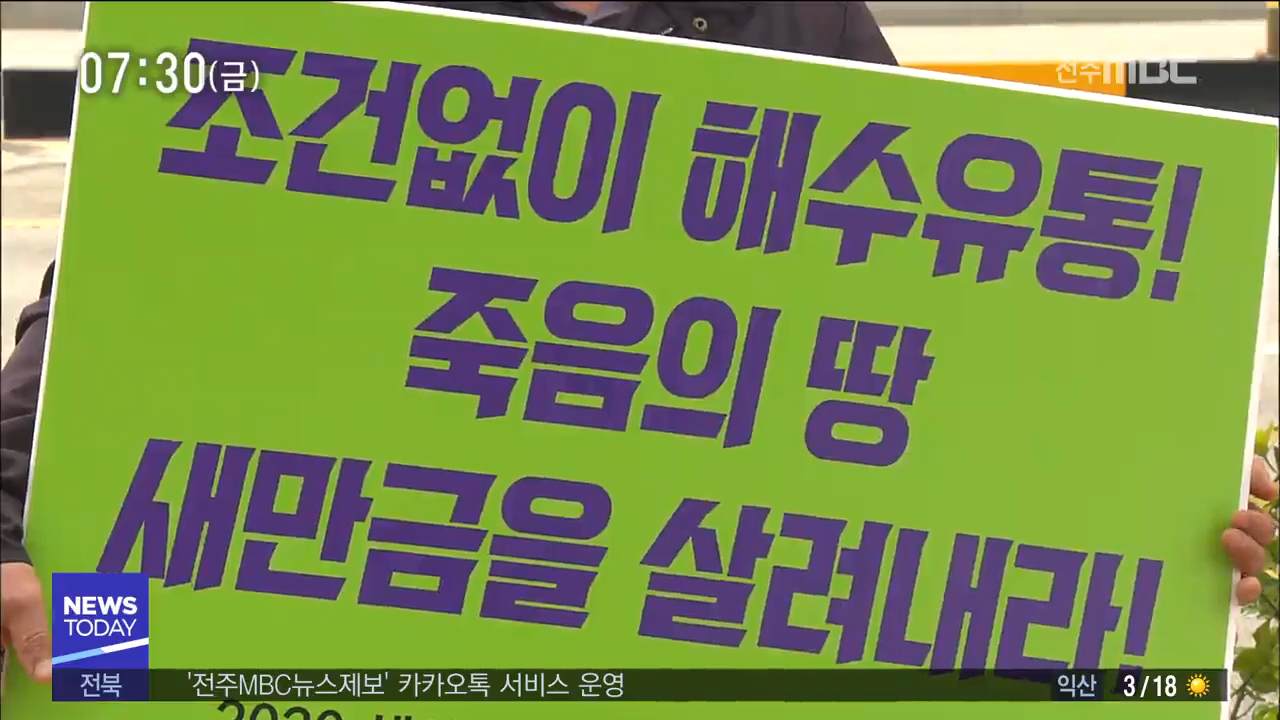 07:30(금)
전주MBC
조건없이 해수유통!
죽음의 땅
새만금을 살려내라!
NEWS
TODAY
전북
'전주MBC뉴스제보' 카카오톡 서비스 운영
익산 3/18